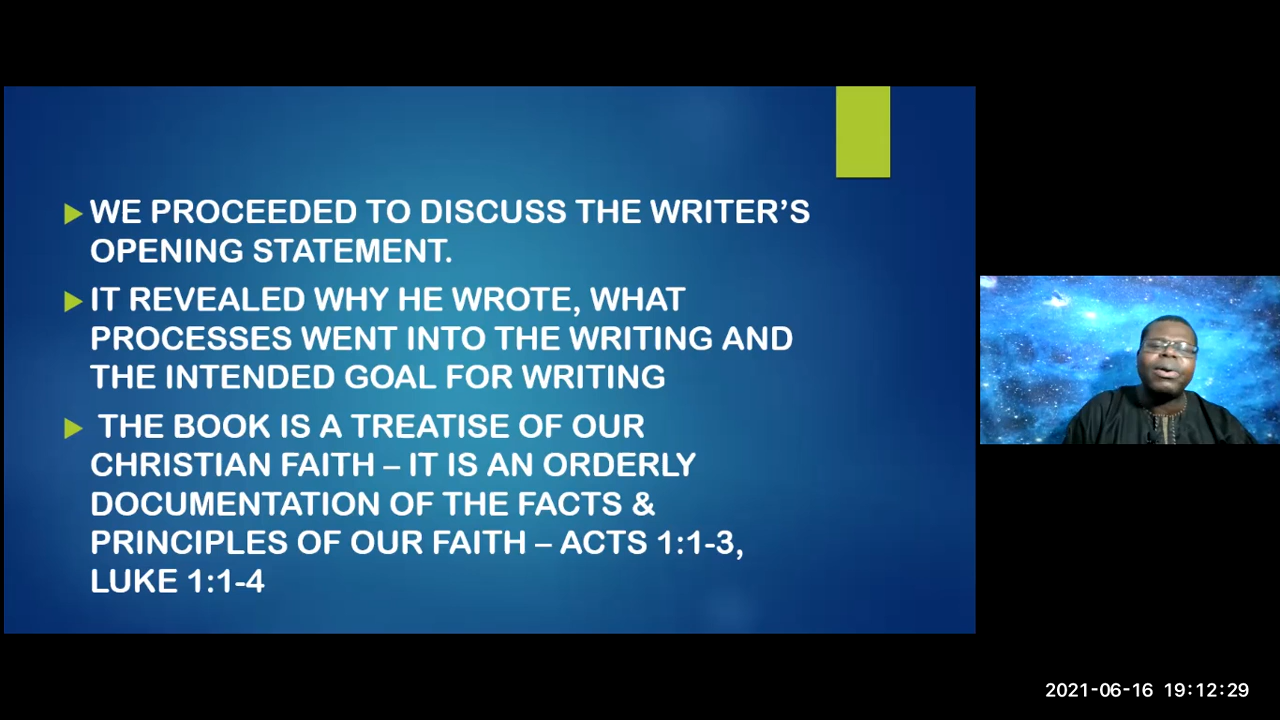 WE PROCEEDED TO DISCUSS THE WRITER’S
OPENING STATEMENT.
IT REVEALED WHY HE WROTE, WHAT
PROCESSES WENT INTO THE WRITING AND
THE INTENDED GOAL FOR WRITING
THE BOOK IS A TREATISE OF OUR
CHRISTIAN FAITH – IT IS AN ORDERLY
DOCUMENTATION OF THE FACTS &
PRINCIPLES OF OUR FAITH – ACTS 1:1-3,
LUKE 1:1-4
2021-06-16 19:12:29